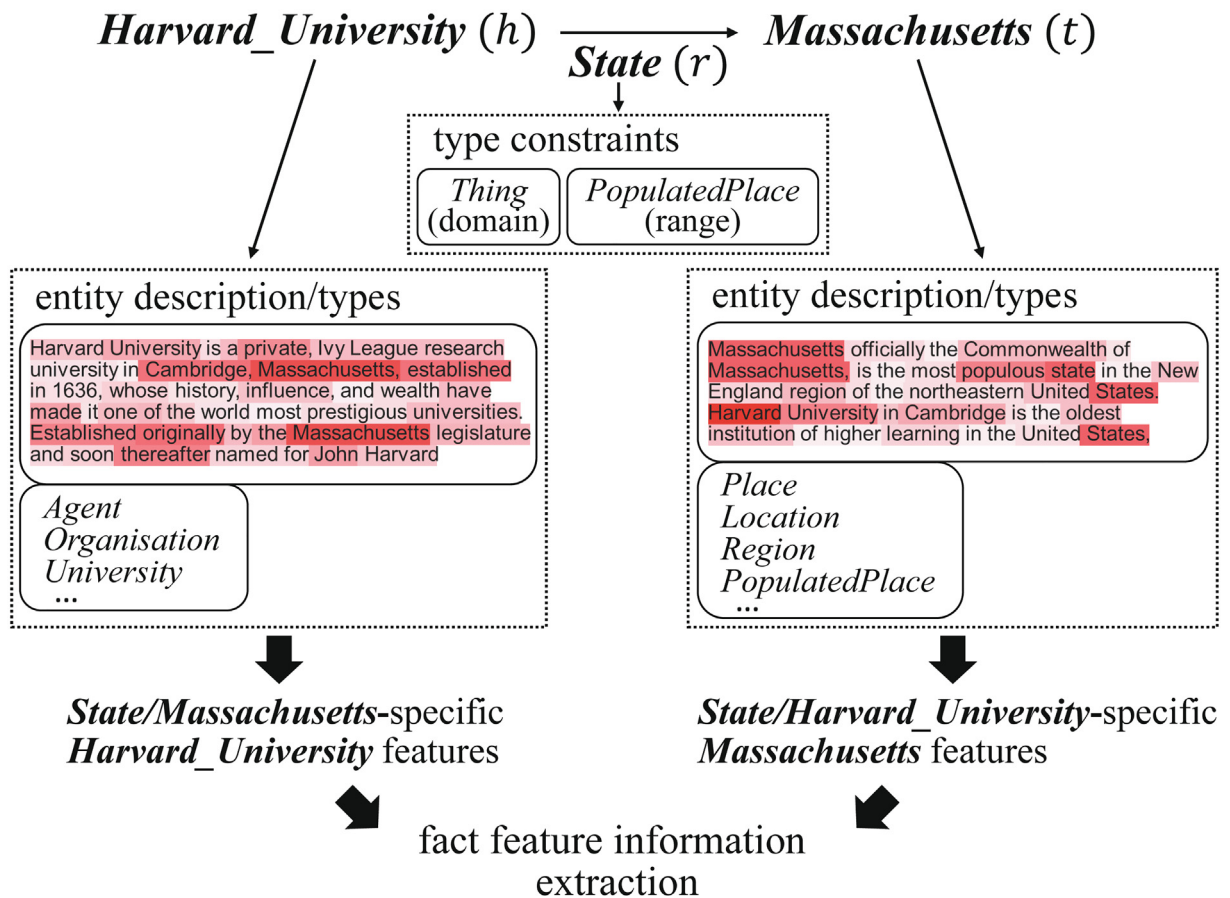 Harvard_University (h)
State (r)
Massachusetts (t)
type constraints
Thing
(domain)
PopulatedPlace
(range)
entity description/types
Harvard University is a private, Ivy League research
university in Cambridge, Massachusetts, established
in 1636, whose history, influence, and wealth have
made it one of the world most prestigious universities.
Established originally by the Massachusetts legislature
and soon thereafter named for John Harvard
Agent
Organisation
University
...
entity description/types
Massachusetts officially the Commonwealth of
Massachusetts, is the most populous state in the New
England region of the northeastern United States.
Harvard University in Cambridge is the oldest
institution of higher learning in the United States,
Place
Location
Region
PopulatedPlace
...
State/Massachusetts-specific
Harvard_University features
State/Harvard_University-specific
Massachusetts features
fact feature information
extraction